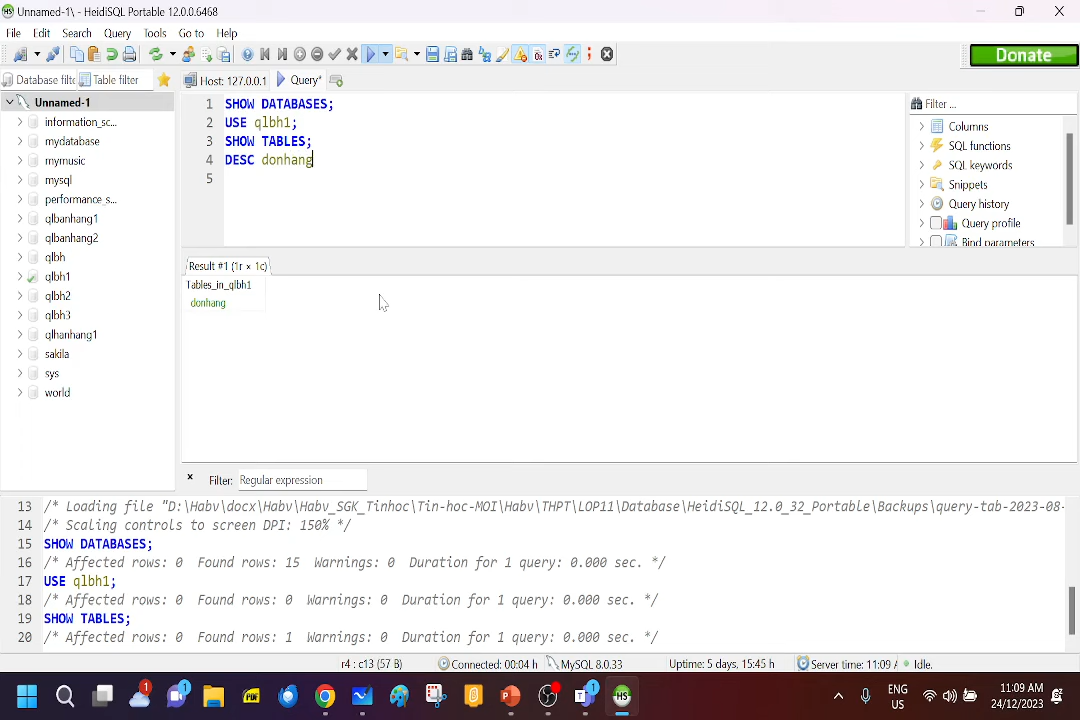 Unnamed-1\ - HeidiSQL Portable 12.0.0.6468
File Edit Search Query Tools Go to Help
Donate
Database filte Table filter Host: 127.0.0.1 Query*
Unnamed-1
information_sc...
mydatabase
mymusic
mysql
performance_s...
qlbanhang1
qlbanhang2
qlbh
qlbh1
qlbh2
qlbh3
qlhanhang1
sakila
sys
world
1 SHOW DATABASES;
2 USE qlbh1;
3 SHOW TABLES;
4 DESC donhang
5
Filter ...
Columns
SQL functions
SQL keywords
Snippets
Query history
Query profile
Bind parameters
Result #1 (1r × 1c)
Tables_in_qlbh1
donhang
x Filter: Regular expression
13 /* Loading file "D:\Habv\docx\Habv\Habv_SGK_Tinhoc\Tin-hoc-MOI\Habv\THPT\LOP11\Database\HeidiSQL_12.0_32_Portable\Backups\query-tab-2023-08-
14 /* Scaling controls to screen DPI: 150% */
15 SHOW DATABASES;
16 /* Affected rows: 0 Found rows: 15 Warnings: 0 Duration for 1 query: 0.000 sec. */
17 USE qlbh1;
18 /* Affected rows: 0 Found rows: 0 Warnings: 0 Duration for 1 query: 0.000 sec. */
19 SHOW TABLES;
20 /* Affected rows: 0 Found rows: 1 Warnings: 0 Duration for 1 query: 0.000 sec. */
r4 : c13 (57 B) Connected: 00:04 h MySQL 8.0.33 Uptime: 5 days, 15:45 h Server time: 11:09 Idle.
1 1 PDF 1 HS
ENG
US
11:09 AM
24/12/2023